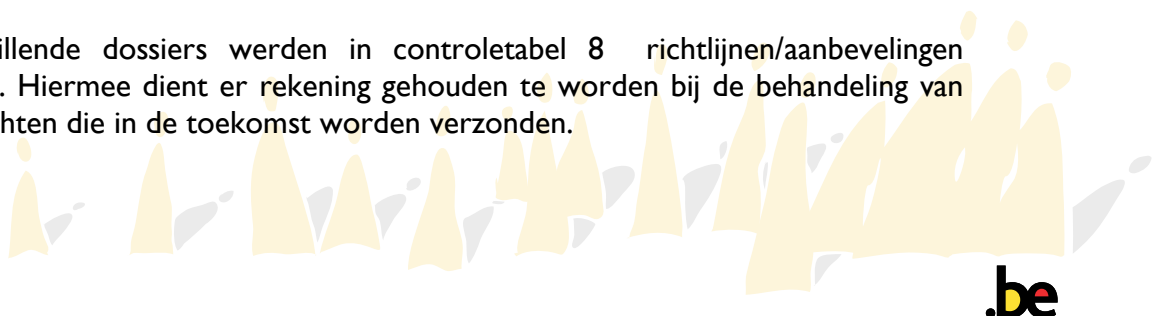 illende dossiers werden in controletabel 8 richtlijnen/aanbevelingen
. Hiermee dient er rekening gehouden te worden bij de behandeling van
chten die in de toekomst worden verzonden.
.be